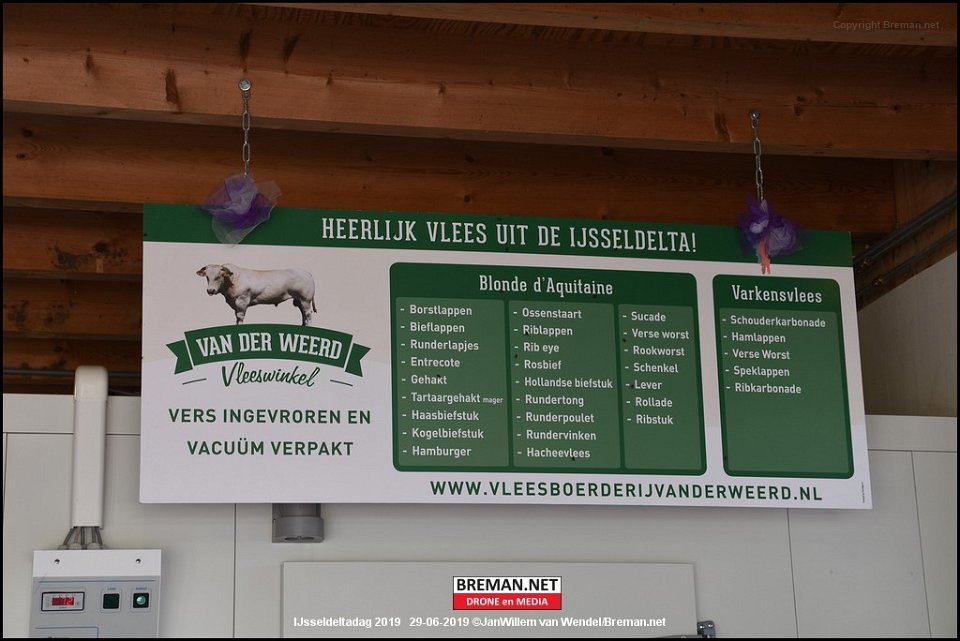 Copyright Breman.net
HEERLIJK VLEES UIT DE IJSSELDELTA!
VAN DER WEERD
Vleeswinkel
VERS INGEVROREN EN
VACUÜM VERPAKT
Blonde d'Aquitaine
- Borstlappen
- Bieflappen
- Runderlapjes
- Entrecote
- Gehakt
- Tartaargehakt mager
- Haasbiefstuk
- Kogelbiefstuk
- Hamburger
- Ossenstaart
- Riblappen
- Rib eye
- Rosbief
- Hollandse biefstuk
- Rundertong
- Runderpoulet
- Rundervinken
- Hacheevlees
- Sucade
- Verse worst
- Rookworst
- Schenkel
- Lever
- Rollade
- Ribstuk
Varkensvlees
- Schouderkarbonade
- Hamlappen
- Verse Worst
- Speklappen
- Ribkarbonade
WWW.VLEESBOERDERIJVANDERWEERD.NL
BREMAN.NET
DRONE en MEDIA
IJsseldeltadag 2019 29-06-2019 ©JanWillem van Wendel/Breman.net